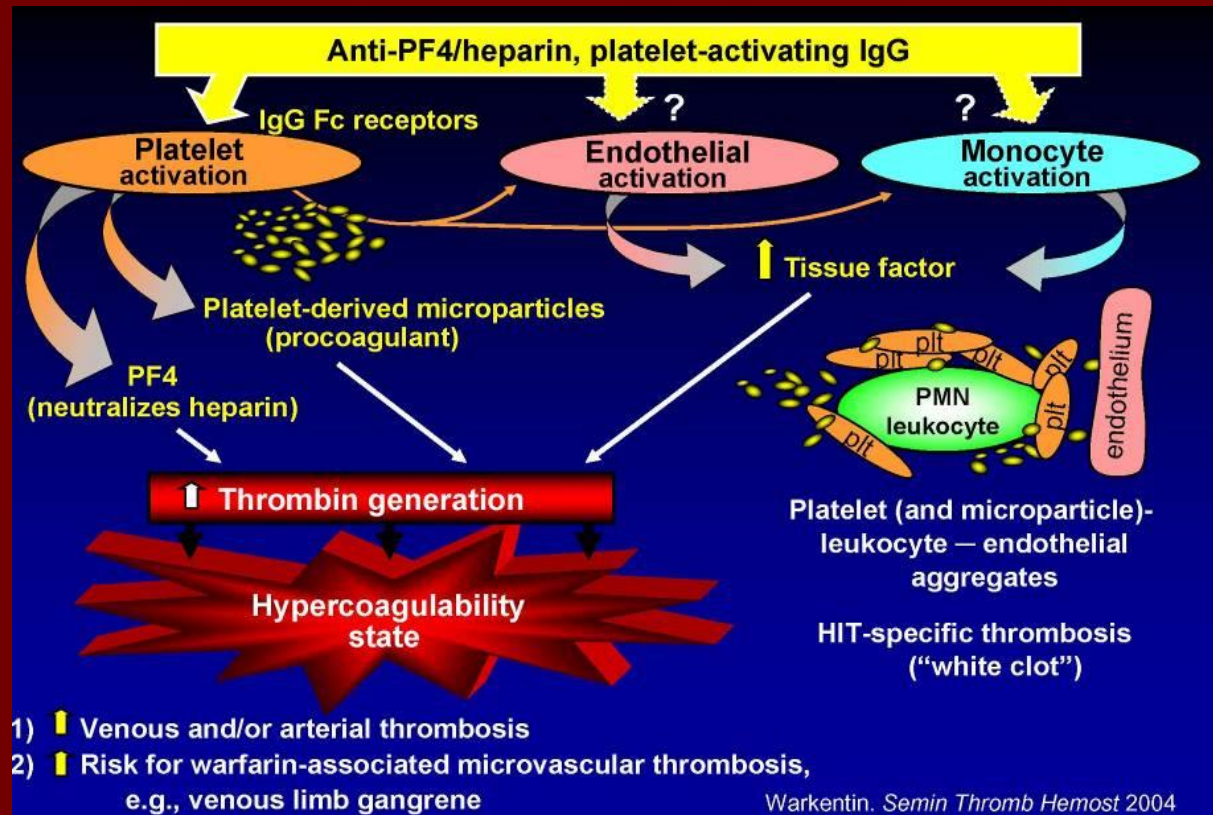 Anti-PF4/heparin, platelet-activating IgG
?
?
IgG Fc receptors
Platelet
activation
Endothelial
activation
Monocyte
activation
Tissue factor
Platelet-derived microparticles
(procoagulant)
PF4
(neutralizes heparin)
plt
plt
plt
plt
plt
plt
PMN
leukocyte
endothelium
Thrombin generation
Hypercoagulability
state
Platelet (and microparticle)-
leukocyte — endothelial
aggregates
HIT-specific thrombosis
("white clot")
1) Venous and/or arterial thrombosis
2) Risk for warfarin-associated microvascular thrombosis,
e.g., venous limb gangrene
Warkentin. Semin Thromb Hemost 2004